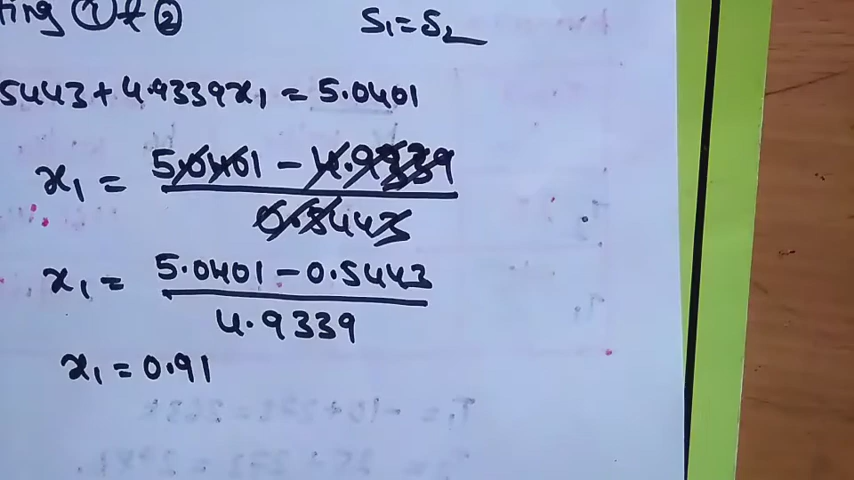 ting ① & ② S₁=S₂
5443+4.9339x₁ = 5.0401
x₁ = 5.0401 - 4.9339 / 0.5443
x₁ = 5.0401 - 0.5443 / 4.9339
x₁ = 0.91